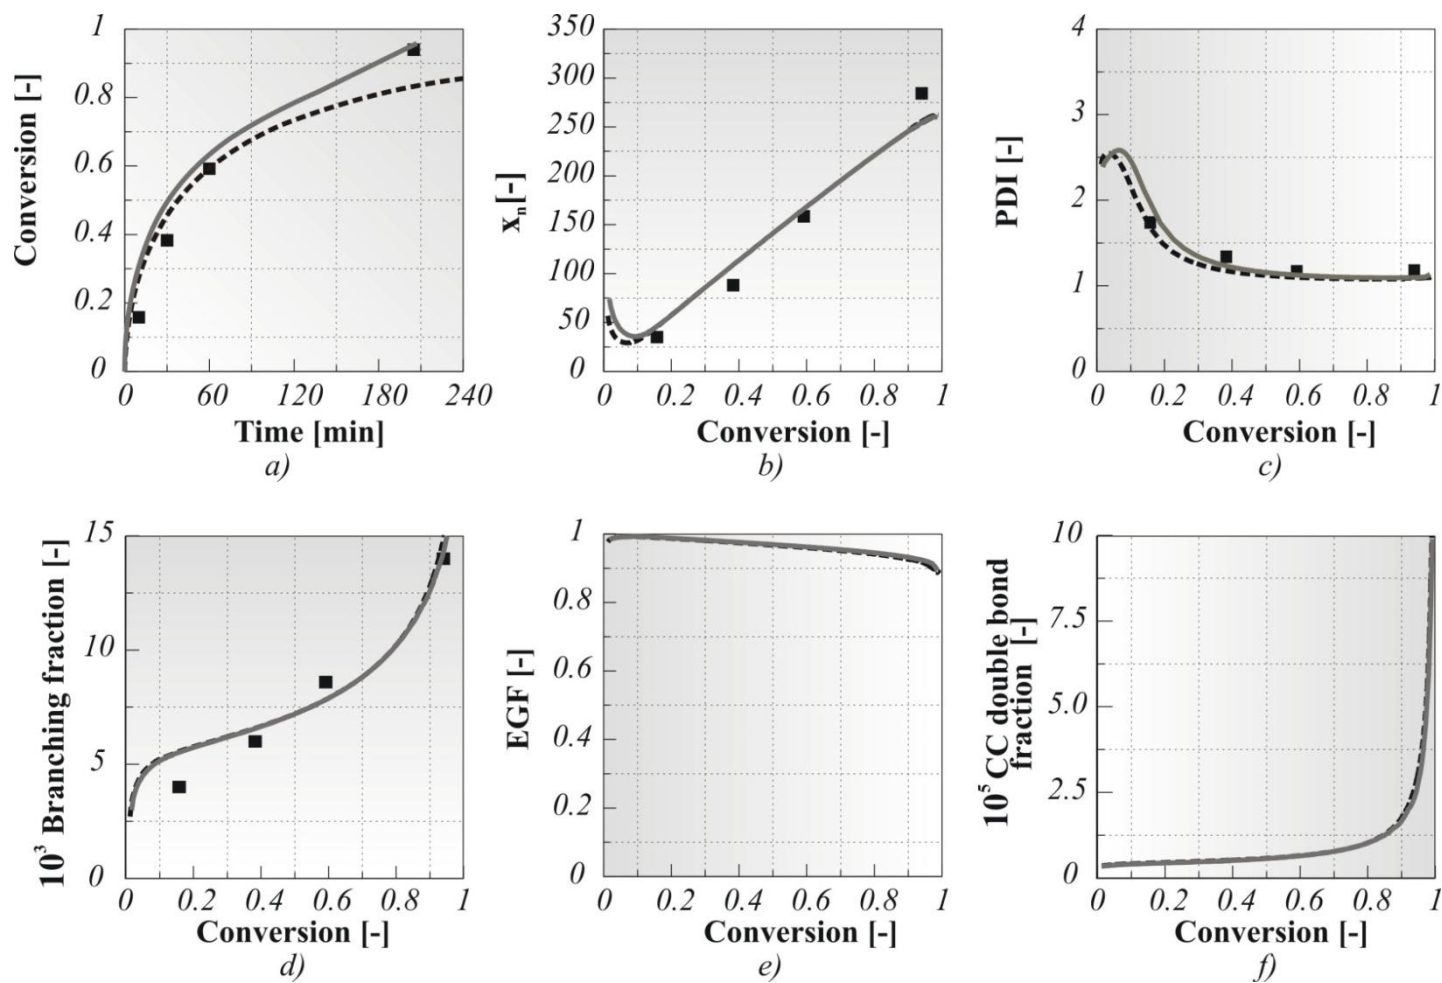 1
0.8
0.6
0.4
0.2
0
Conversion [-]
0 60 120 180 240
Time [min]
a)
350
300
250
200
150
100
50
0
xn[-]
0 0.2 0.4 0.6 0.8 1
Conversion [-]
b)
4
3
2
1
0
PDI [-]
0 0.2 0.4 0.6 0.8 1
Conversion [-]
c)
15
10
5
0
10³ Branching fraction [-]
0 0.2 0.4 0.6 0.8 1
Conversion [-]
d)
1
0.8
0.6
0.4
0.2
0
EGF [-]
0 0.2 0.4 0.6 0.8 1
Conversion [-]
e)
10
7.5
5
2.5
0
10⁵ CC double bond
fraction [-]
0 0.2 0.4 0.6 0.8 1
Conversion [-]
f)